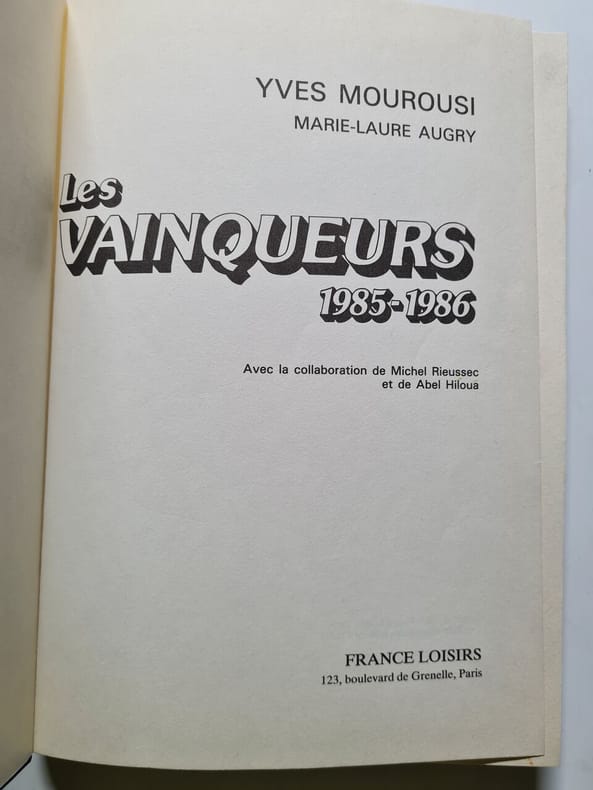 YVES MOUROUSI
MARIE-LAURE AUGRY
Les
VAINQUEURS
1985-1986
Avec la collaboration de Michel Rieussec
et de Abel Hiloua
FRANCE LOISIRS
123, boulevard de Grenelle, Paris